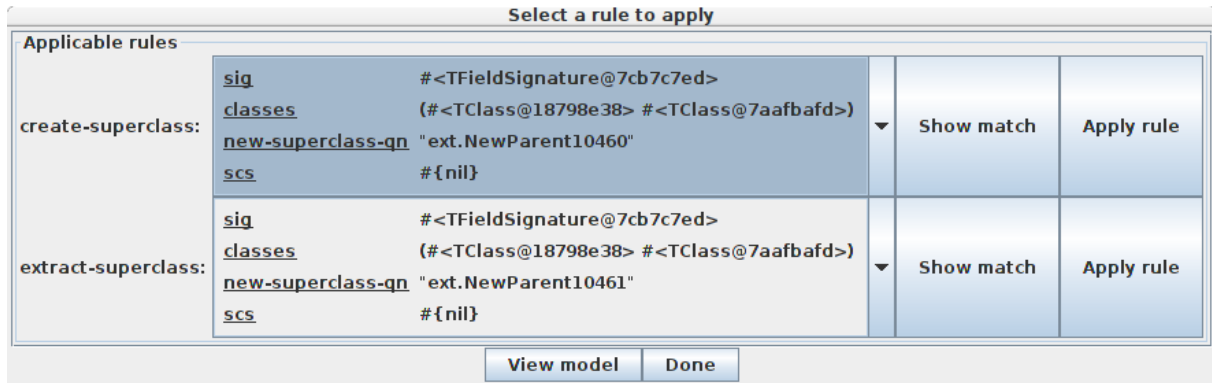 Select a rule to apply
Applicable rules
create-superclass:
sig #<TFieldSignature@7cb7c7ed>
classes (#<TClass@18798e38> #<TClass@7aafbafd>)
new-superclass-qn "ext.NewParent10460"
scs #{nil}
Show match
Apply rule
extract-superclass:
sig #<TFieldSignature@7cb7c7ed>
classes (#<TClass@18798e38> #<TClass@7aafbafd>)
new-superclass-qn "ext.NewParent10461"
scs #{nil}
Show match
Apply rule
View model
Done